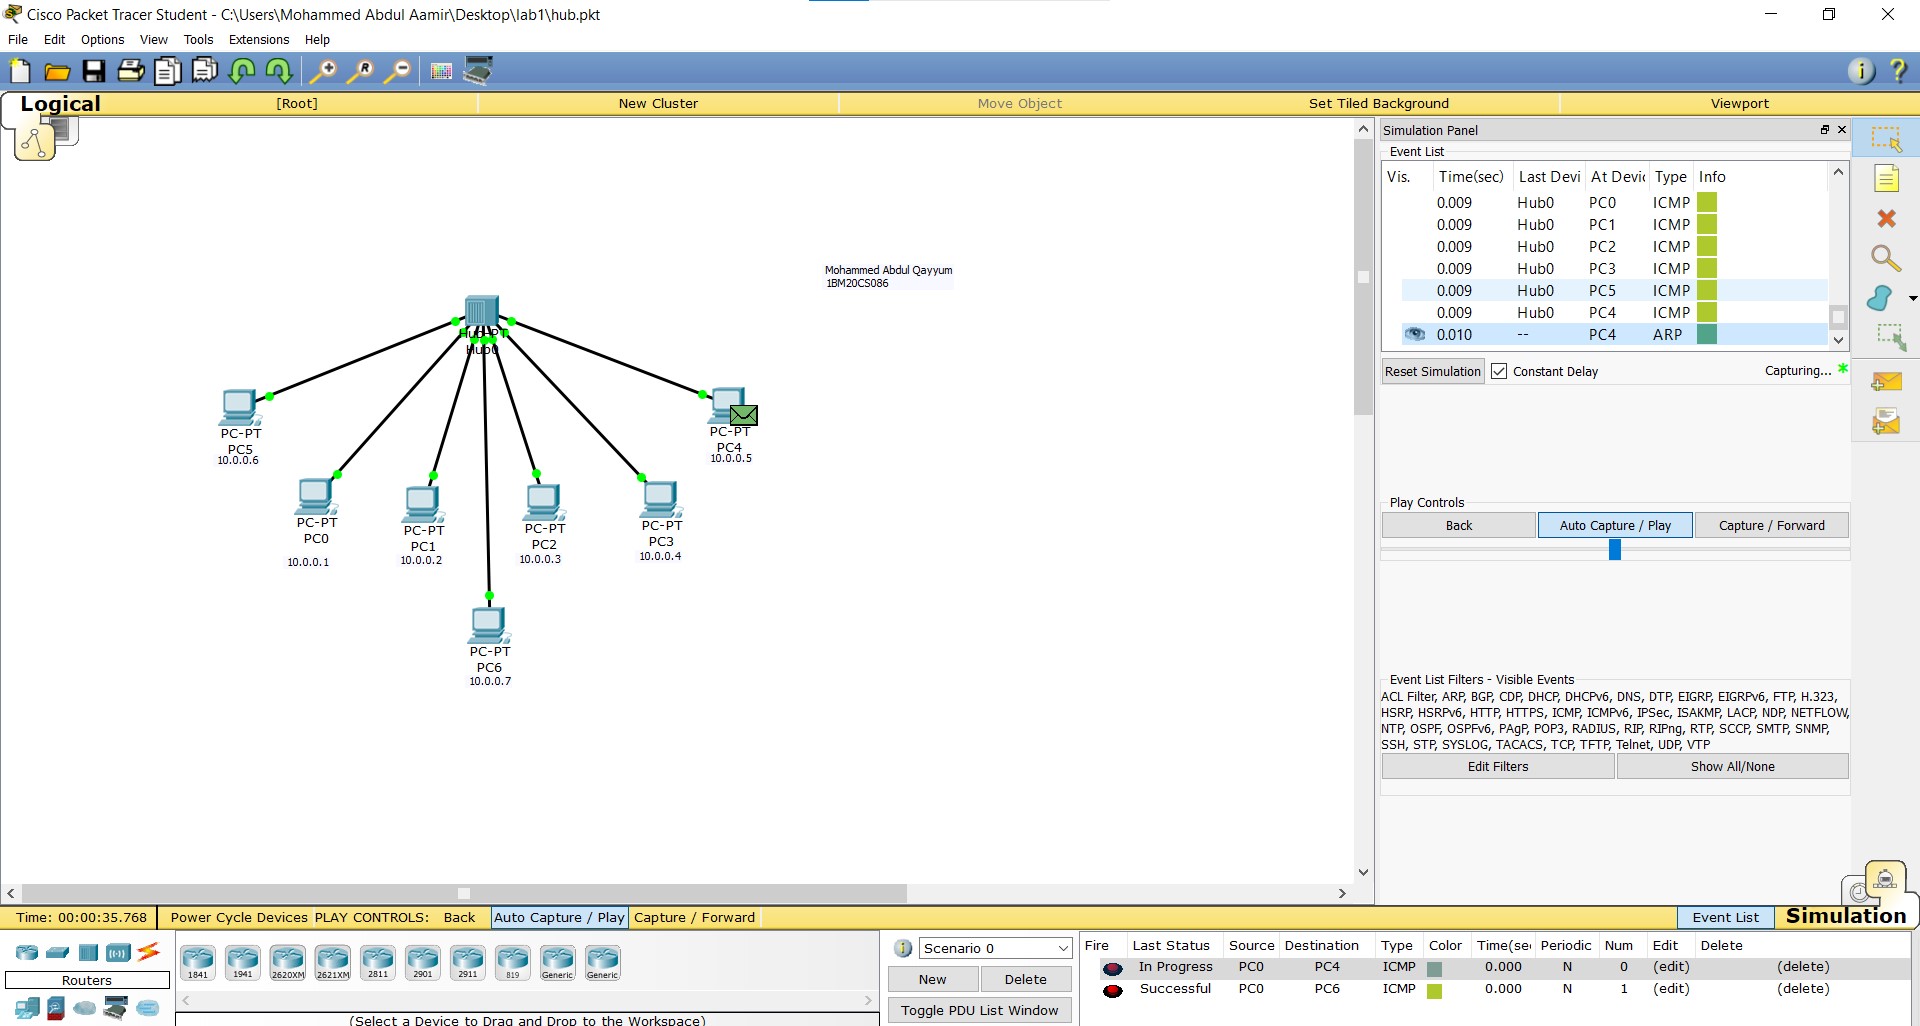 Cisco Packet Tracer Student - C:\Users\Mohammed Abdul Aamir\Desktop\lab1\hub.pkt
File Edit Options View Tools Extensions Help
Logical [Root] New Cluster Move Object Set Tiled Background Viewport
Mohammed Abdul Qayyum
1BM20CS086
Hub-PT
Hub0
PC-PT
PC5
10.0.0.6
PC-PT
PC4
10.0.0.5
PC-PT
PC0
10.0.0.1
PC-PT
PC1
10.0.0.2
PC-PT
PC2
10.0.0.3
PC-PT
PC3
10.0.0.4
PC-PT
PC6
10.0.0.7
Simulation Panel
Event List
Vis. Time(sec) Last Devi At Devic Type Info
0.009 Hub0 PC0 ICMP
0.009 Hub0 PC1 ICMP
0.009 Hub0 PC2 ICMP
0.009 Hub0 PC3 ICMP
0.009 Hub0 PC5 ICMP
0.009 Hub0 PC4 ICMP
0.010 -- PC4 ARP
Reset Simulation Constant Delay Capturing... *
Play Controls
Back Auto Capture / Play Capture / Forward
Event List Filters - Visible Events
ACL Filter, ARP, BGP, CDP, DHCP, DHCPv6, DNS, DTP, EIGRP, EIGRPv6, FTP, H.323,
HSRP, HSRPv6, HTTP, HTTPS, ICMP, ICMPv6, IPSec, ISAKMP, LACP, NDP, NETFLOW,
NTP, OSPF, OSPFv6, PAgP, POP3, RADIUS, RIP, RIPng, RTP, SCCP, SMTP, SNMP,
SSH, STP, SYSLOG, TACACS, TCP, TFTP, Telnet, UDP, VTP
Edit Filters Show All/None
Time: 00:00:35.768 Power Cycle Devices PLAY CONTROLS: Back Auto Capture / Play Capture / Forward Event List Simulation
Routers
1841 1941 2620XM 2621XM 2811 2901 2911 819 Generic Generic
(Select a Device to Drag and Drop to the Workspace)
Scenario 0
New Delete
Toggle PDU List Window
Fire Last Status Source Destination Type Color Time(sec Periodic Num Edit Delete
In Progress PC0 PC4 ICMP 0.000 N 0 (edit) (delete)
Successful PC0 PC6 ICMP 0.000 N 1 (edit) (delete)